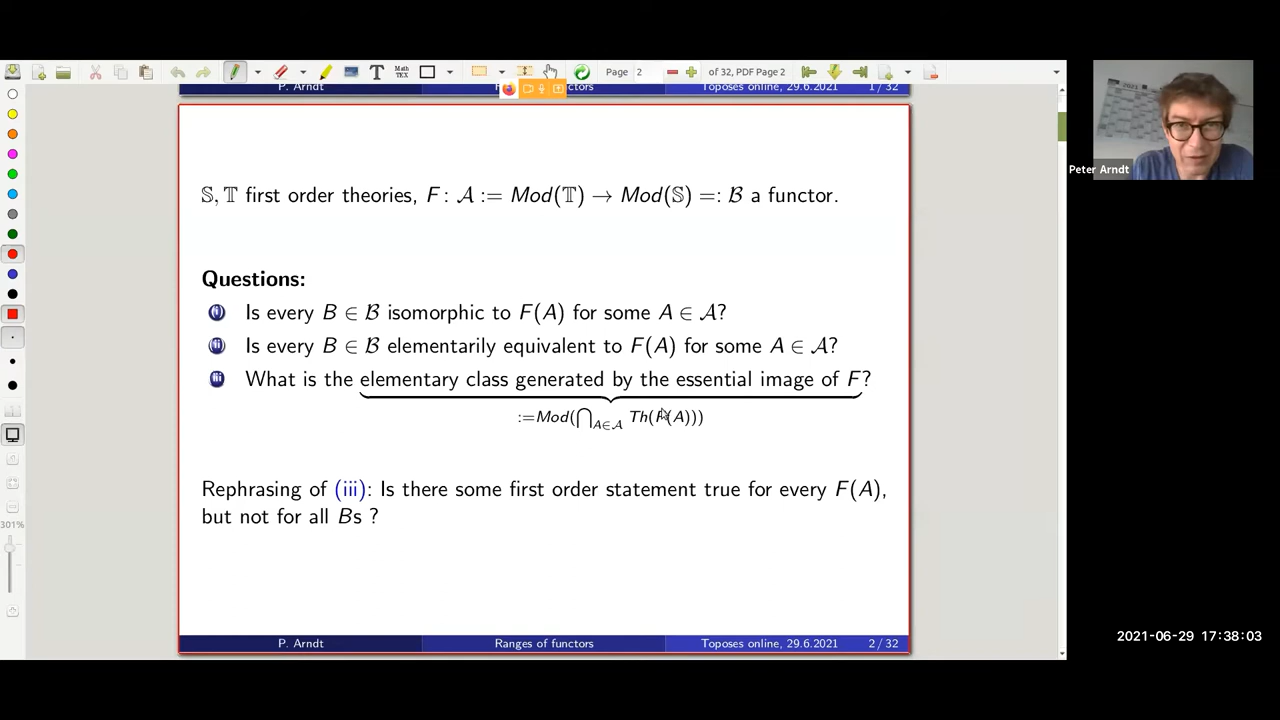 Page 2 of 32, PDF Page 2
P. Arndt Toposes online, 29.6.2021 1 / 32
𝕊, 𝕋 first order theories, F : 𝒜 := Mod(𝕋) → Mod(𝕊) =: ℬ a functor.
Questions:
(i) Is every B ∈ ℬ isomorphic to F(A) for some A ∈ 𝒜?
(ii) Is every B ∈ ℬ elementarily equivalent to F(A) for some A ∈ 𝒜?
(iii) What is the elementary class generated by the essential image of F?
:=Mod(⋂_{A∈𝒜} Th(F(A)))
Rephrasing of (iii): Is there some first order statement true for every F(A),
but not for all Bs ?
P. Arndt Ranges of functors Toposes online, 29.6.2021 2 / 32
301%
Peter Arndt
2021-06-29 17:38:03